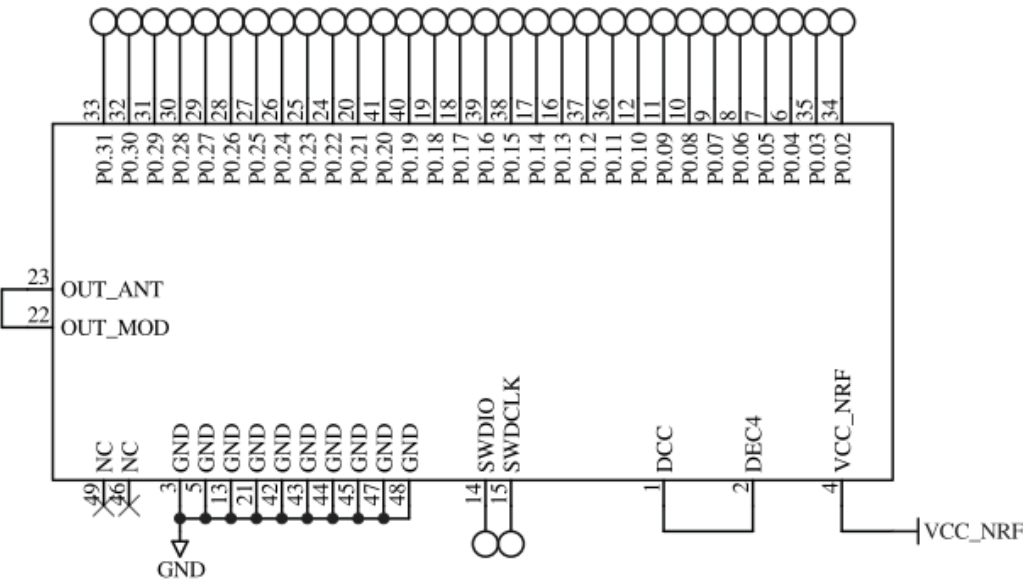 33 32 31 30 29 28 27 26 25 24 20 41 40 19 18 39 38 17 16 37 36 12 11 10 9 8 7 6 35 34
P0.31 P0.30 P0.29 P0.28 P0.27 P0.26 P0.25 P0.24 P0.23 P0.22 P0.21 P0.20 P0.19 P0.18 P0.17 P0.16 P0.15 P0.14 P0.13 P0.12 P0.11 P0.10 P0.09 P0.08 P0.07 P0.06 P0.05 P0.04 P0.03 P0.02
23 OUT_ANT
22 OUT_MOD
NC NC GND GND GND GND GND GND GND GND GND GND SWDIO SWDCLK DCC DEC4 VCC_NRF
49 46 3 5 13 21 42 43 44 45 47 48 14 15 1 2 4
VCC_NRF
GND